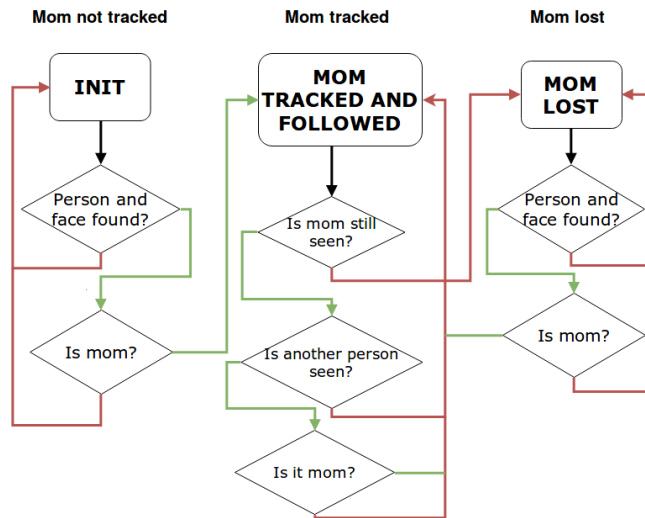 Mom not tracked
INIT
Person and
face found?
Is mom?
Mom tracked
MOM
TRACKED AND
FOLLOWED
Is mom still
seen?
Is another person
seen?
Is it mom?
Mom lost
MOM
LOST
Person and
face found?
Is mom?